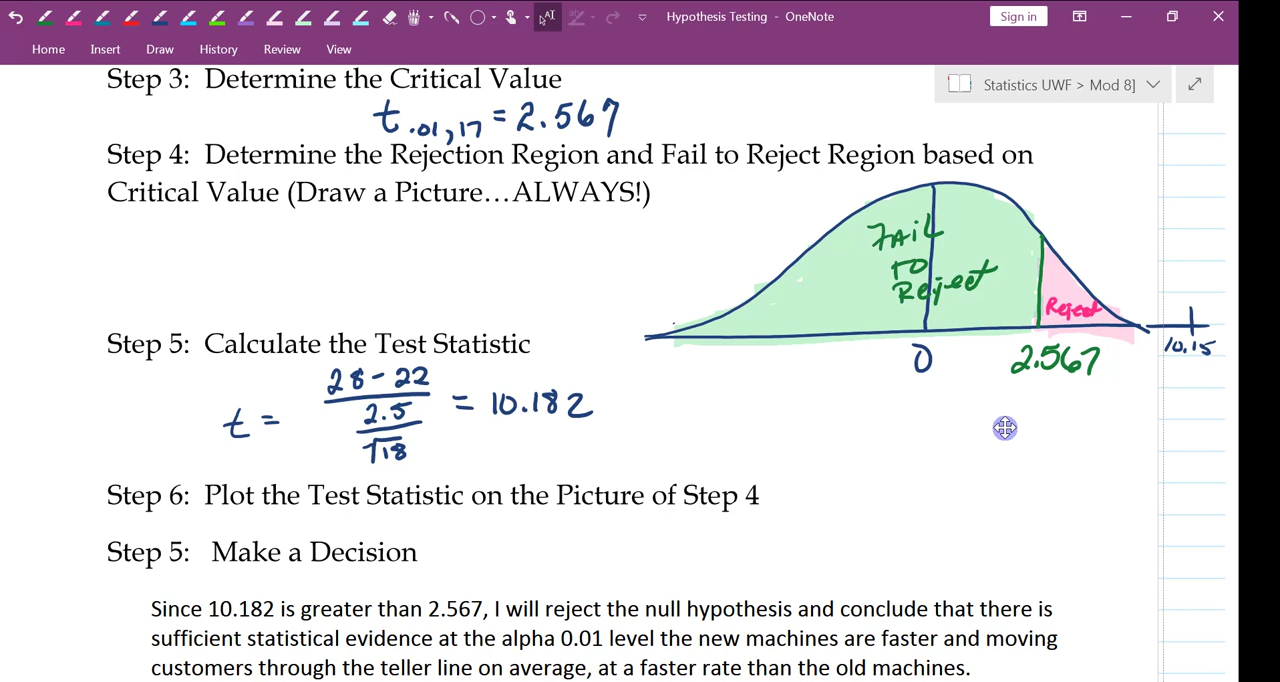 Hypothesis Testing - OneNote
Sign in
Home Insert Draw History Review View
Statistics UWF > Mod 8]
Step 3: Determine the Critical Value
t.01, 17 = 2.567
Step 4: Determine the Rejection Region and Fail to Reject Region based on
Critical Value (Draw a Picture…ALWAYS!)
FAIL
TO
Reject
Reject
0
2.567
10.15
Step 5: Calculate the Test Statistic
28 - 22
t = = 10.182
2.5
√18
Step 6: Plot the Test Statistic on the Picture of Step 4
Step 5: Make a Decision
Since 10.182 is greater than 2.567, I will reject the null hypothesis and conclude that there is
sufficient statistical evidence at the alpha 0.01 level the new machines are faster and moving
customers through the teller line on average, at a faster rate than the old machines.